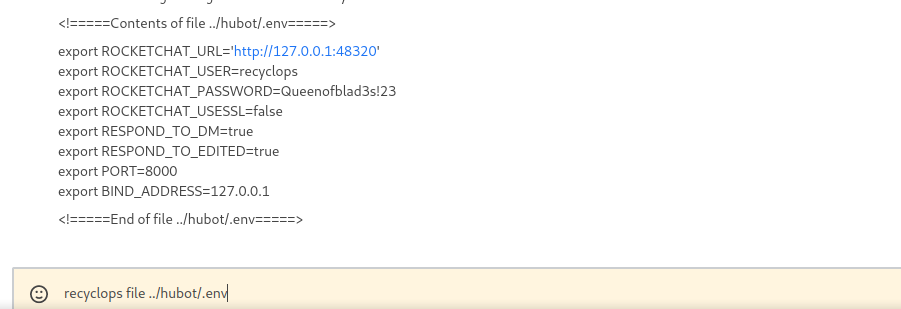 <!=====Contents of file ../hubot/.env=====>
export ROCKETCHAT_URL='http://127.0.0.1:48320'
export ROCKETCHAT_USER=recyclops
export ROCKETCHAT_PASSWORD=Queenofblad3s!23
export ROCKETCHAT_USESSL=false
export RESPOND_TO_DM=true
export RESPOND_TO_EDITED=true
export PORT=8000
export BIND_ADDRESS=127.0.0.1
<!=====End of file ../hubot/.env=====>
recyclops file ../hubot/.env